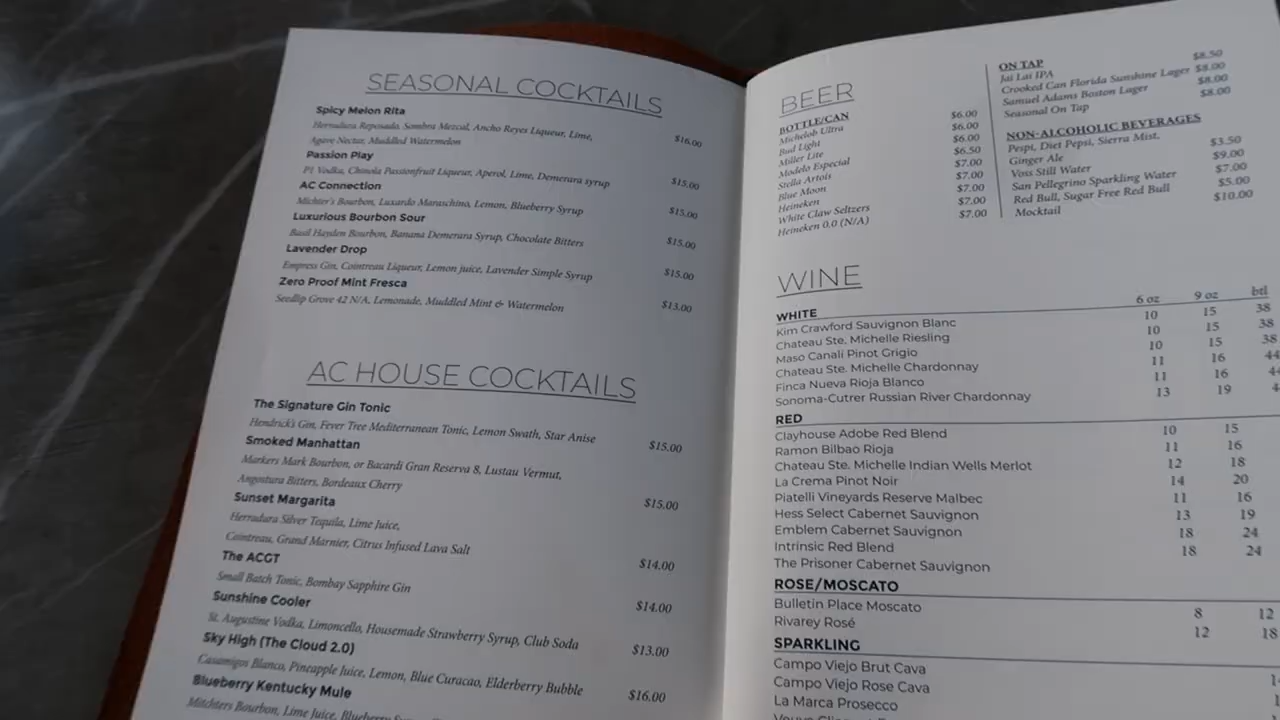 SEASONAL COCKTAILS
Spicy Melon Rita
Herradura Reposado, Sombra Mezcal, Ancho Reyes Liqueur, Lime,
Agave Nectar, Muddled Watermelon $16.00
Passion Play
P1 Vodka, Chinola Passionfruit Liqueur, Aperol, Lime, Demerara syrup $15.00
AC Connection
Michter's Bourbon, Luxardo Maraschino, Lemon, Blueberry Syrup $15.00
Luxurious Bourbon Sour
Basil Hayden Bourbon, Banana Demerara Syrup, Chocolate Bitters $15.00
Lavender Drop
Empress Gin, Cointreau Liqueur, Lemon juice, Lavender Simple Syrup $15.00
Zero Proof Mint Fresca
Seedlip Grove 42 N/A, Lemonade, Muddled Mint & Watermelon $13.00
AC HOUSE COCKTAILS
The Signature Gin Tonic
Hendrick's Gin, Fever Tree Mediterranean Tonic, Lemon Swath, Star Anise $15.00
Smoked Manhattan
Markers Mark Bourbon, or Bacardi Gran Reserva 8, Lustau Vermut,
Angostura Bitters, Bordeaux Cherry $15.00
Sunset Margarita
Herradura Silver Tequila, Lime Juice,
Cointreau, Grand Marnier, Citrus Infused Lava Salt $14.00
The ACGT
Small Batch Tonic, Bombay Sapphire Gin $14.00
Sunshine Cooler
St. Augustine Vodka, Limoncello, Housemade Strawberry Syrup, Club Soda $13.00
Sky High (The Cloud 2.0)
Casamigos Blanco, Pineapple Juice, Lemon, Blue Curacao, Elderberry Bubble $16.00
Blueberry Kentucky Mule
Mitchters Bourbon, Lime Juice, Blueberry
BEER
BOTTLE/CAN
Michelob Ultra $6.00
Bud Light $6.00
Miller Lite $6.00
Modelo Especial $6.50
Stella Artois $7.00
Blue Moon $7.00
Heineken $7.00
White Claw Seltzers $7.00
Heineken 0.0 (N/A) $7.00
ON TAP
Jai Lai IPA $8.50
Crooked Can Florida Sunshine Lager $8.00
Samuel Adams Boston Lager $8.00
Seasonal On Tap $8.00
NON-ALCOHOLIC BEVERAGES
Pespi, Diet Pepsi, Sierra Mist,
Ginger Ale $3.50
Voss Still Water $9.00
San Pellegrino Sparkling Water $7.00
Red Bull, Sugar Free Red Bull $5.00
Mocktail $10.00
WINE
WHITE 6 oz 9 oz btl
Kim Crawford Sauvignon Blanc 10 15 38
Chateau Ste. Michelle Riesling 10 15 38
Maso Canali Pinot Grigio 10 15 38
Chateau Ste. Michelle Chardonnay 11 16 44
Finca Nueva Rioja Blanco 11 16 44
Sonoma-Cutrer Russian River Chardonnay 13 19
RED
Clayhouse Adobe Red Blend 10 15
Ramon Bilbao Rioja 11 16
Chateau Ste. Michelle Indian Wells Merlot 12 18
La Crema Pinot Noir 14 20
Piatelli Vineyards Reserve Malbec 11 16
Hess Select Cabernet Sauvignon 13 19
Emblem Cabernet Sauvignon 18 24
Intrinsic Red Blend 18 24
The Prisoner Cabernet Sauvignon
ROSE/MOSCATO
Bulletin Place Moscato 8 12
Rivarey Rosé 12 18
SPARKLING
Campo Viejo Brut Cava
Campo Viejo Rose Cava
La Marca Prosecco